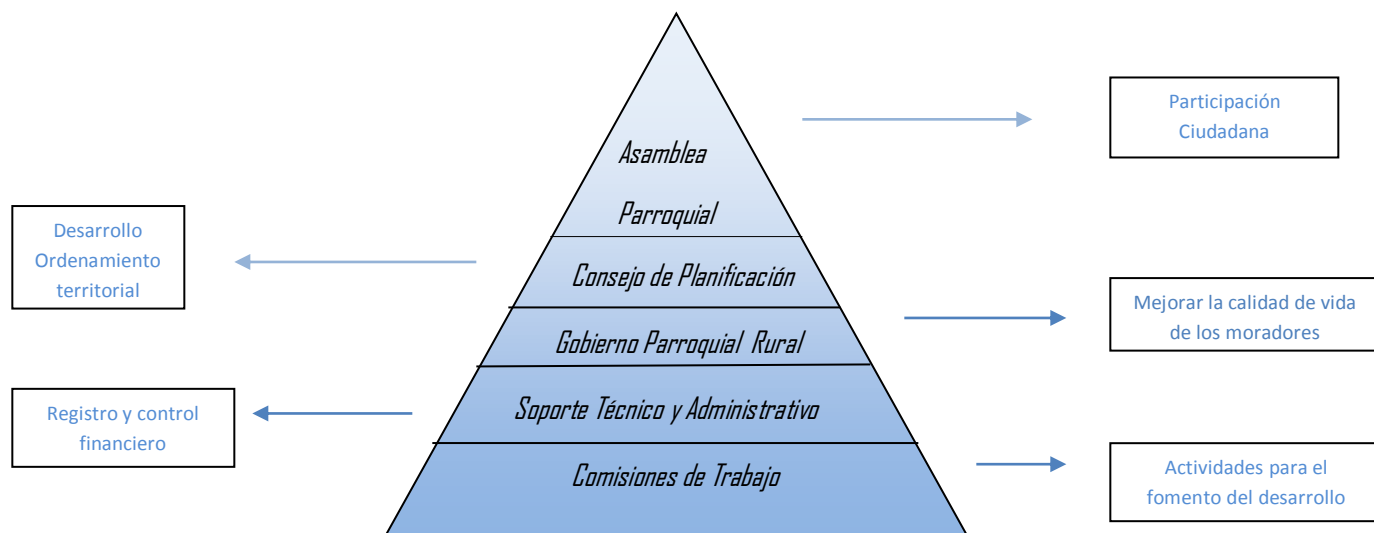 Participación
Ciudadana
Asamblea
Parroquial
Desarrollo
Ordenamiento
territorial
Consejo de Planificación
Mejorar la calidad de vida
de los moradores
Gobierno Parroquial Rural
Registro y control
financiero
Soporte Técnico y Administrativo
Comisiones de Trabajo
Actividades para el
fomento del desarrollo